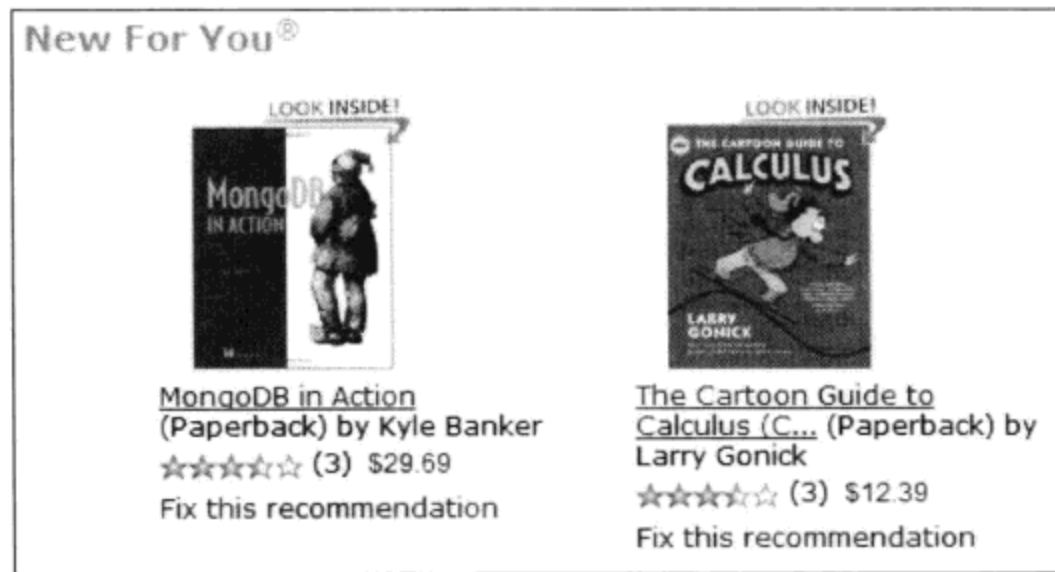 New For You®
LOOK INSIDE!
MongoDB
IN ACTION
MongoDB in Action
(Paperback) by Kyle Banker
(3) $29.69
Fix this recommendation
LOOK INSIDE!
THE CARTOON GUIDE TO
CALCULUS
LARRY
GONICK
The Cartoon Guide to
Calculus (C... (Paperback) by
Larry Gonick
(3) $12.39
Fix this recommendation